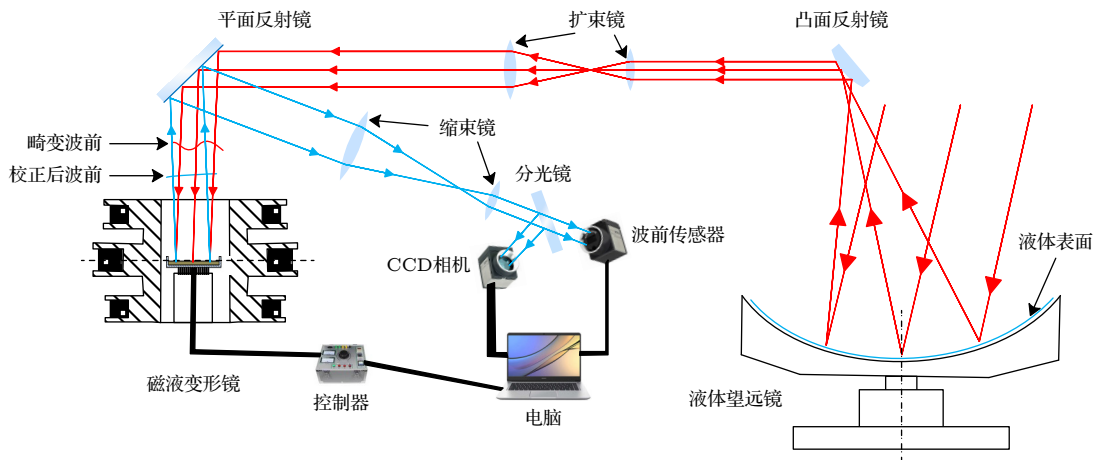 平面反射镜
扩束镜
凸面反射镜
畸变波前
缩束镜
校正后波前
分光镜
波前传感器
液体表面
CCD相机
磁液变形镜
控制器
电脑
液体望远镜